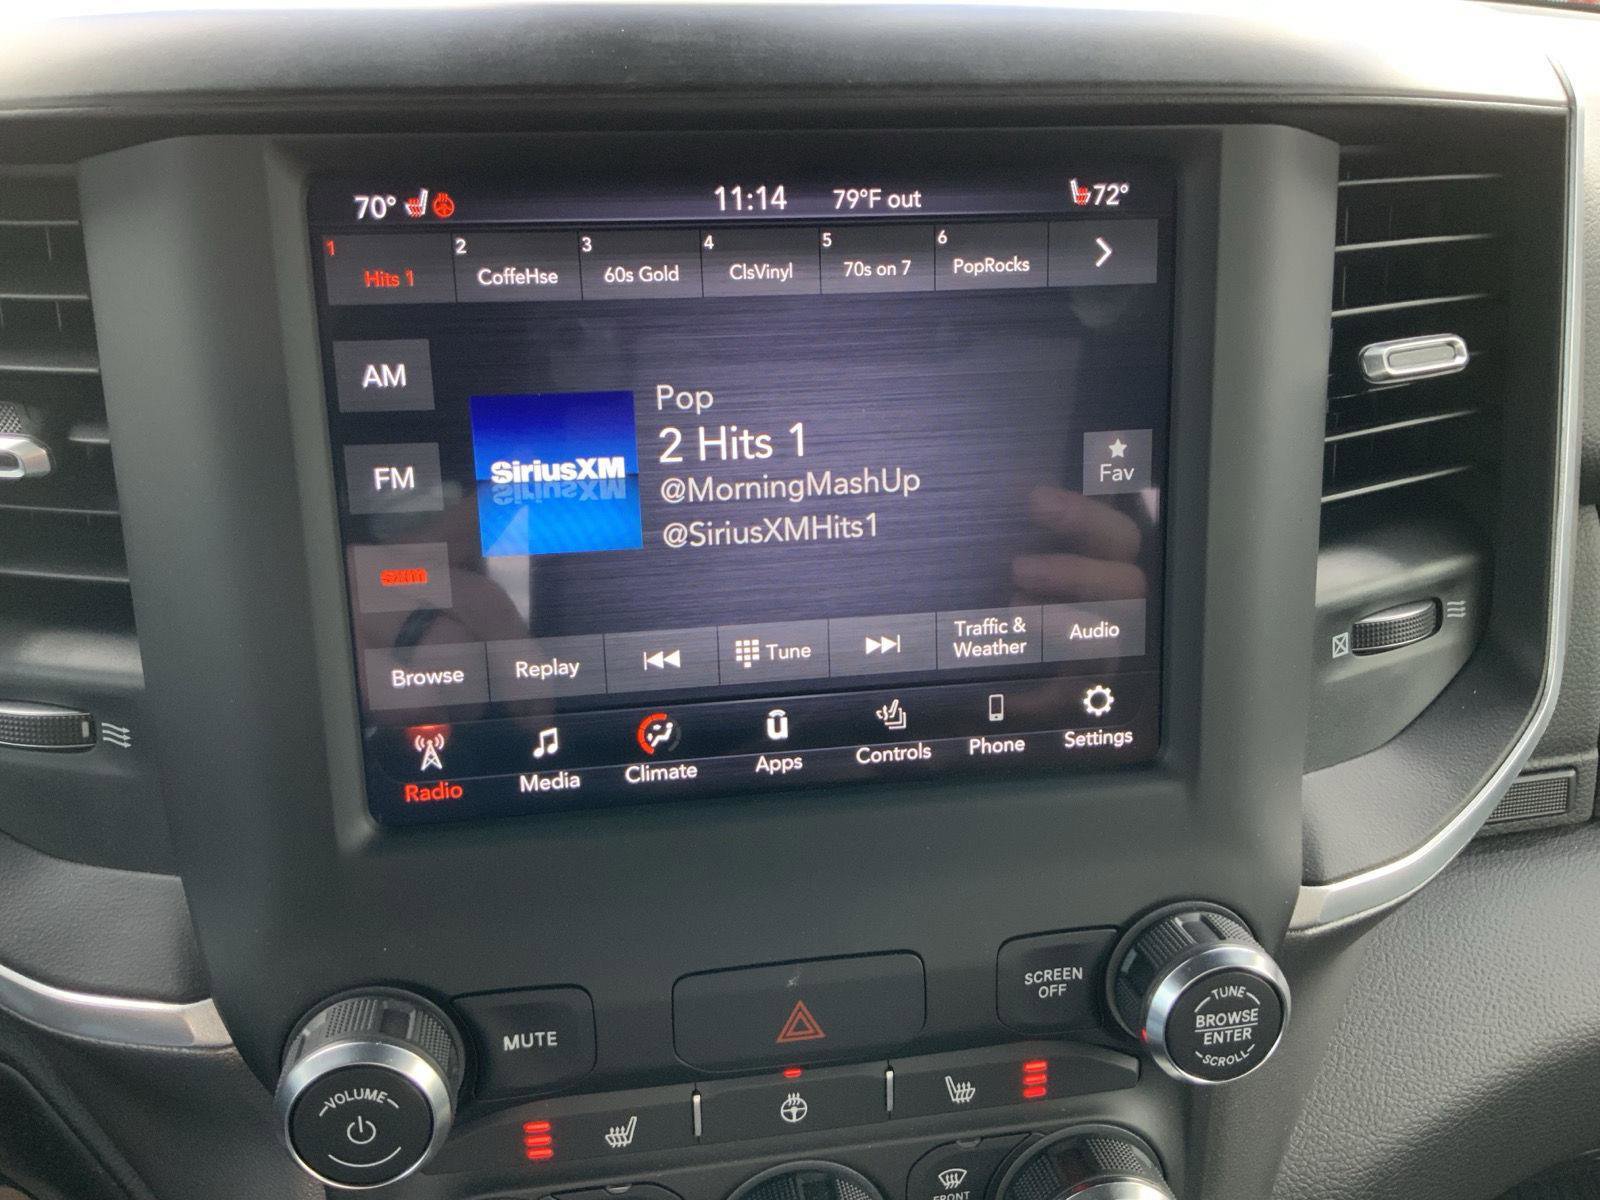 70° 11:14 79°F out 72°
1 2 3 4 5 6
Hits 1 CoffeHse 60s Gold ClsVinyl 70s on 7 PopRocks
AM
FM
sxm
SiriusXM
Pop
2 Hits 1
@MorningMashUp
@SiriusXMHits1
Fav
Browse Replay Tune Traffic & Weather Audio
Radio Media Climate Apps Controls Phone Settings
VOLUME
MUTE
SCREEN
OFF
TUNE
BROWSE
ENTER
SCROLL
FRONT